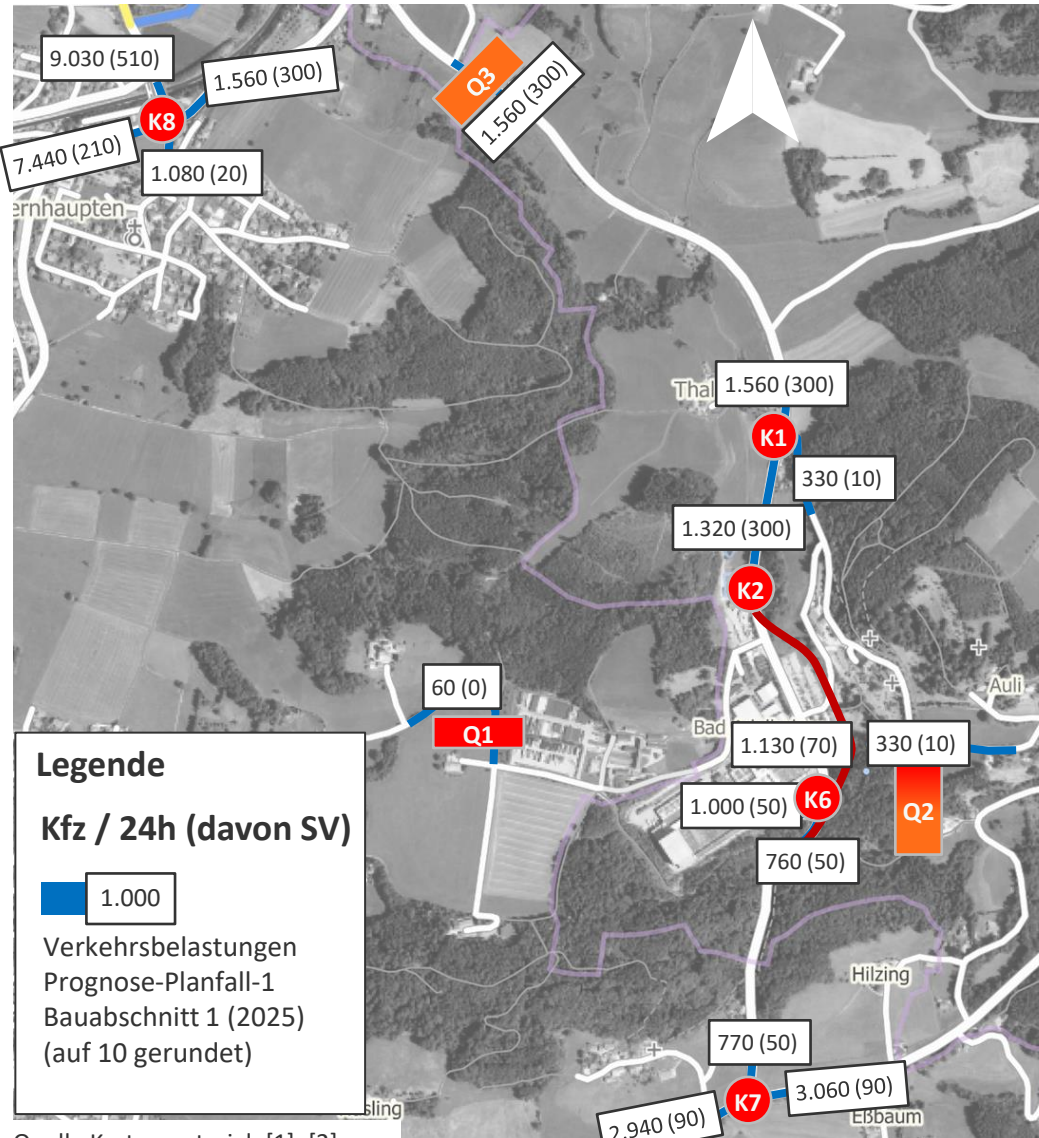 9.030 (510)
1.560 (300)
K8
7.440 (210)
1.080 (20)
ernhaupten
Q3
1.560 (300)
Thal
1.560 (300)
K1
330 (10)
1.320 (300)
K2
60 (0)
Q1
Auli
Bad
1.130 (70)
330 (10)
1.000 (50)
K6
Q2
760 (50)
Legende
Kfz / 24h (davon SV)
1.000
Verkehrsbelastungen
Prognose-Planfall-1
Bauabschnitt 1 (2025)
(auf 10 gerundet)
Hilzing
770 (50)
K7
3.060 (90)
2.940 (90)
Eßbaum
sling